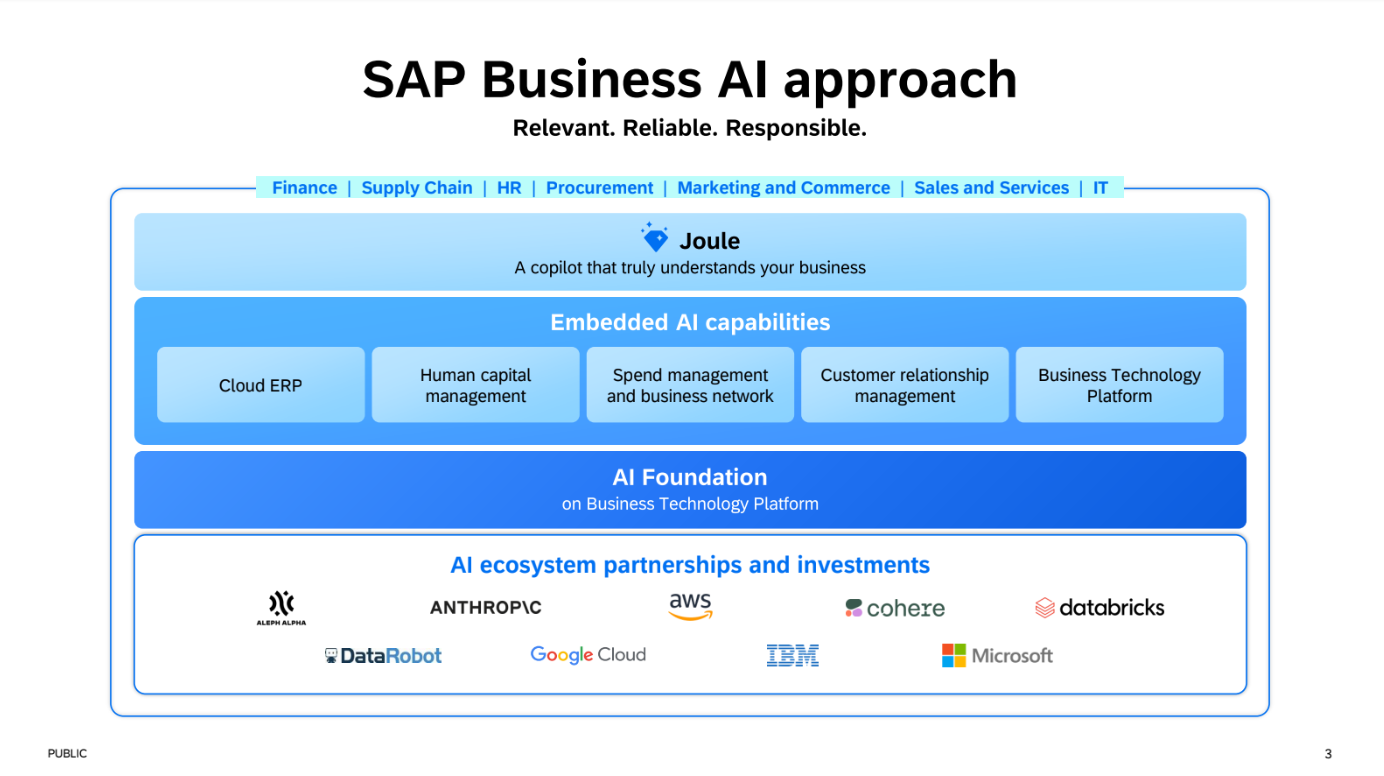 SAP Business AI approach
Relevant. Reliable. Responsible.
Finance | Supply Chain | HR | Procurement | Marketing and Commerce | Sales and Services | IT
Joule
A copilot that truly understands your business
Embedded AI capabilities
Cloud ERP
Human capital
management
Spend management
and business network
Customer relationship
management
Business Technology
Platform
AI Foundation
on Business Technology Platform
AI ecosystem partnerships and investments
ALEPH ALPHA
ANTHROP\C
aws
cohere
databricks
DataRobot
Google Cloud
IBM
Microsoft
PUBLIC
3